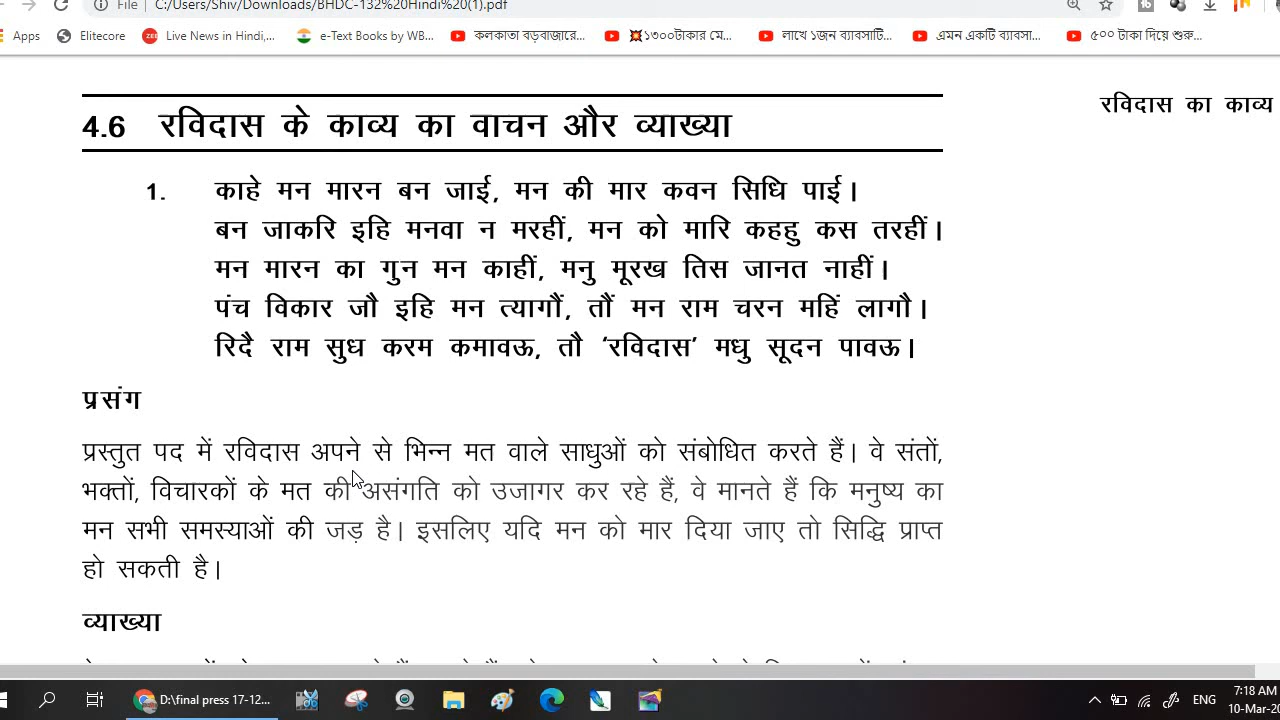 File | C:/Users/Shiv/Downloads/BHDC-132%20Hindi%20(1).pdf
Apps Elitecore Live News in Hindi,... e-Text Books by WB... কলকাতা বড়বাজারে... ১৩০০টাকার মে... লাখে ১জন ব্যাবসাটি... এমন একটি ব্যাবসা... ৫০০ টাকা দিয়ে শুরু...
रविदास का काव्य
4.6 रविदास के काव्य का वाचन और व्याख्या
1. काहे मन मारन बन जाई, मन की मार कवन सिधि पाई।
बन जाकरि इहि मनवा न मरहीं, मन को मारि कहहु कस तरहीं।
मन मारन का गुन मन काहीं, मनु मूरख तिस जानत नाहीं।
पंच विकार जौ इहि मन त्यागौं, तौं मन राम चरन महिं लागौ।
रिदै राम सुध करम कमावऊ, तौ 'रविदास' मधु सूदन पावऊ।
प्रसंग
प्रस्तुत पद में रविदास अपने से भिन्न मत वाले साधुओं को संबोधित करते हैं। वे संतों,
भक्तों, विचारकों के मत की असंगति को उजागर कर रहे हैं, वे मानते हैं कि मनुष्य का
मन सभी समस्याओं की जड़ है। इसलिए यदि मन को मार दिया जाए तो सिद्धि प्राप्त
हो सकती है।
व्याख्या
D:\final press 17-12...
ENG
7:18 AM
10-Mar-20